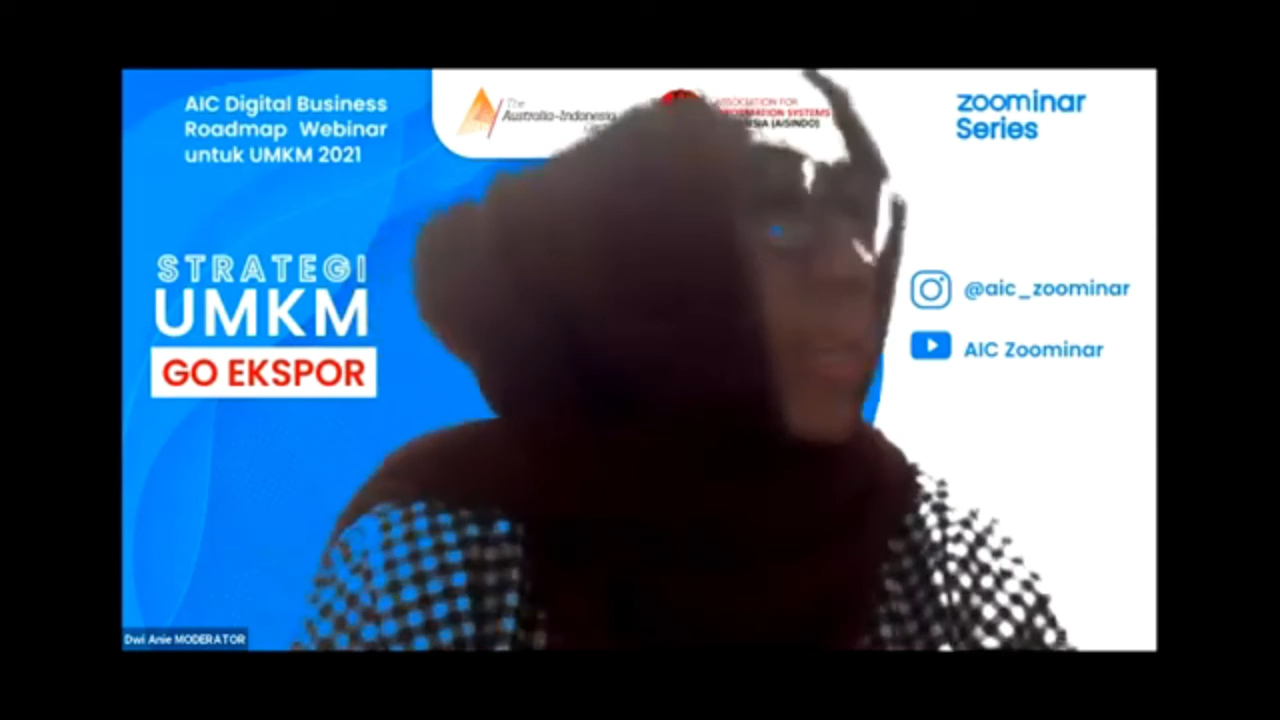 AIC Digital Business
Roadmap Webinar
untuk UMKM 2021
The
Australia-Indonesia
ASSOCIATION FOR
INFORMATION SYSTEMS
(AISINDO)
zoominar
Series
STRATEGI
UMKM
GO EKSPOR
@aic_zoominar
AIC Zoominar
Dwi Anie MODERATOR